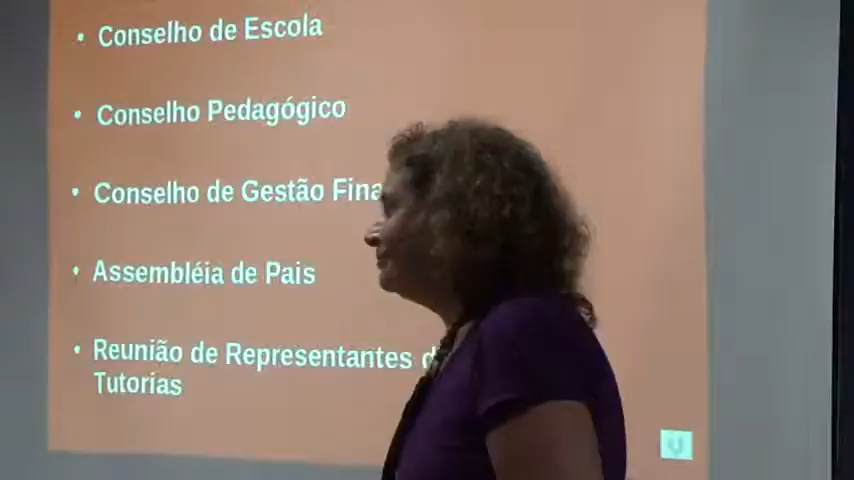 • Conselho de Escola
• Conselho Pedagógico
• Conselho de Gestão Fina
• Assembléia de Pais
• Reunião de Representantes d
Tutorias